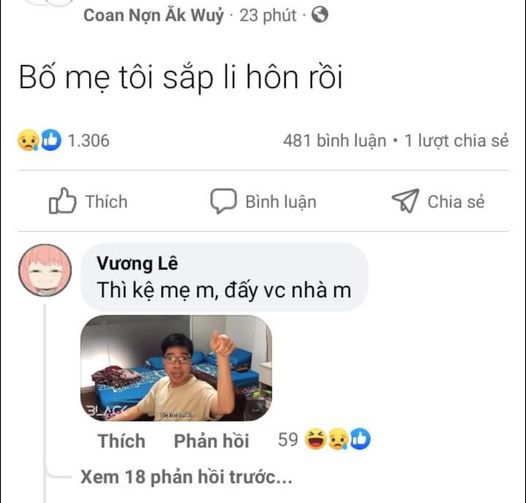 Coan Nợn Ắk Wuỷ · 23 phút ·
Bố mẹ tôi sắp li hôn rồi
1.306
481 bình luận • 1 lượt chia sẻ
Thích
Bình luận
Chia sẻ
Vương Lê
Thì kệ mẹ m, đấy vc nhà m
BLACK
Thích Phản hồi 59
Xem 18 phản hồi trước...